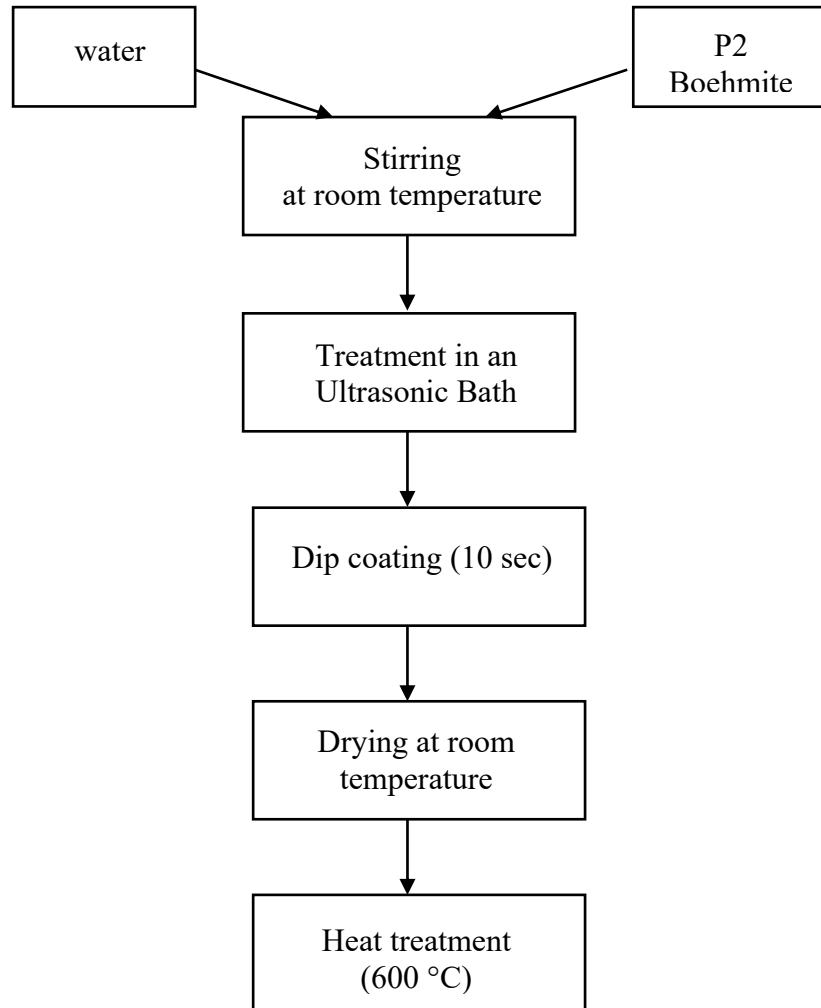 water
P2
Boehmite
Stirring
at room temperature
Treatment in an
Ultrasonic Bath
Dip coating (10 sec)
Drying at room
temperature
Heat treatment
(600 °C)